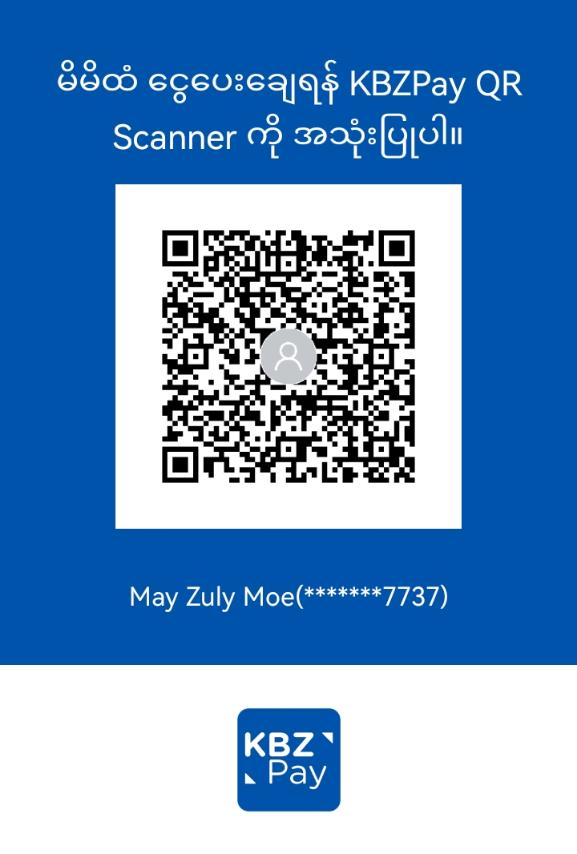 မိမိထံ ငွေပေးချေရန် KBZPay QR
Scanner ကို အသုံးပြုပါ။
May Zuly Moe(*******7737)
KBZ
Pay